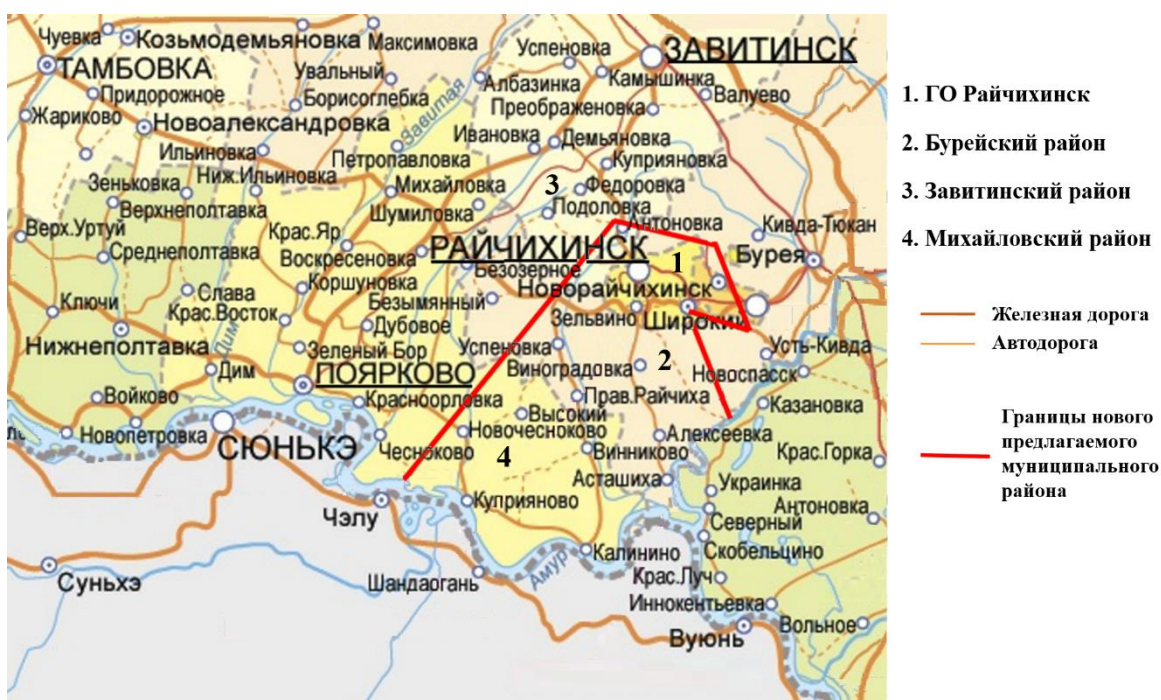 Чуевка
Козьмодемьяновка
Максимовка
Успеновка
ЗАВИТИНСК
ТАМБОВКА
Увальный
Албазинка
Камышинка
Придорожное
Борисоглебка
Завитая
Преображеновка
Валуево
Жариково
Новоалександровка
Ивановка
Демьяновка
Ильиновка
Петропавловка
Куприяновка
Зеньковка
Ниж.Ильиновка
Михайловка
3
Федоровка
Верхнеполтавка
Шумиловка
Подоловка
Верх.Уртуй
Крас.Яр
Антоновка
Кивда-Тюкан
Среднеполтавка
Воскресеновка
РАЙЧИХИНСК
1
Бурея
Коршуновка
Безозерное
Ключи
Слава
Безымянный
Новорайчихинск
Крас.Восток
Дубовое
Зельвино
Широкий
Нижнеполтавка
Дим
Зеленый Бор
Успеновка
2
Усть-Кивда
Дим
ПОЯРКОВО
Виноградовка
Новоспасск
Войково
Красноорловка
Прав.Райчиха
Казановка
Новопетровка
Высокий
СЮНЬКЭ
Новочесноково
Алексеевка
Чесноково
4
Винниково
Крас.Горка
Асташиха
Украинка
Чэлу
Куприяново
Антоновка
Северный
Суньхэ
Калинино
Скобельцино
Шандаогань
Амур
Крас.Луч
Иннокентьевка
Вольное
Вуюнь
1. ГО Райчихинск
2. Бурейский район
3. Завитинский район
4. Михайловский район
Железная дорога
Автодорога
Границы нового
предлагаемого
муниципального
района